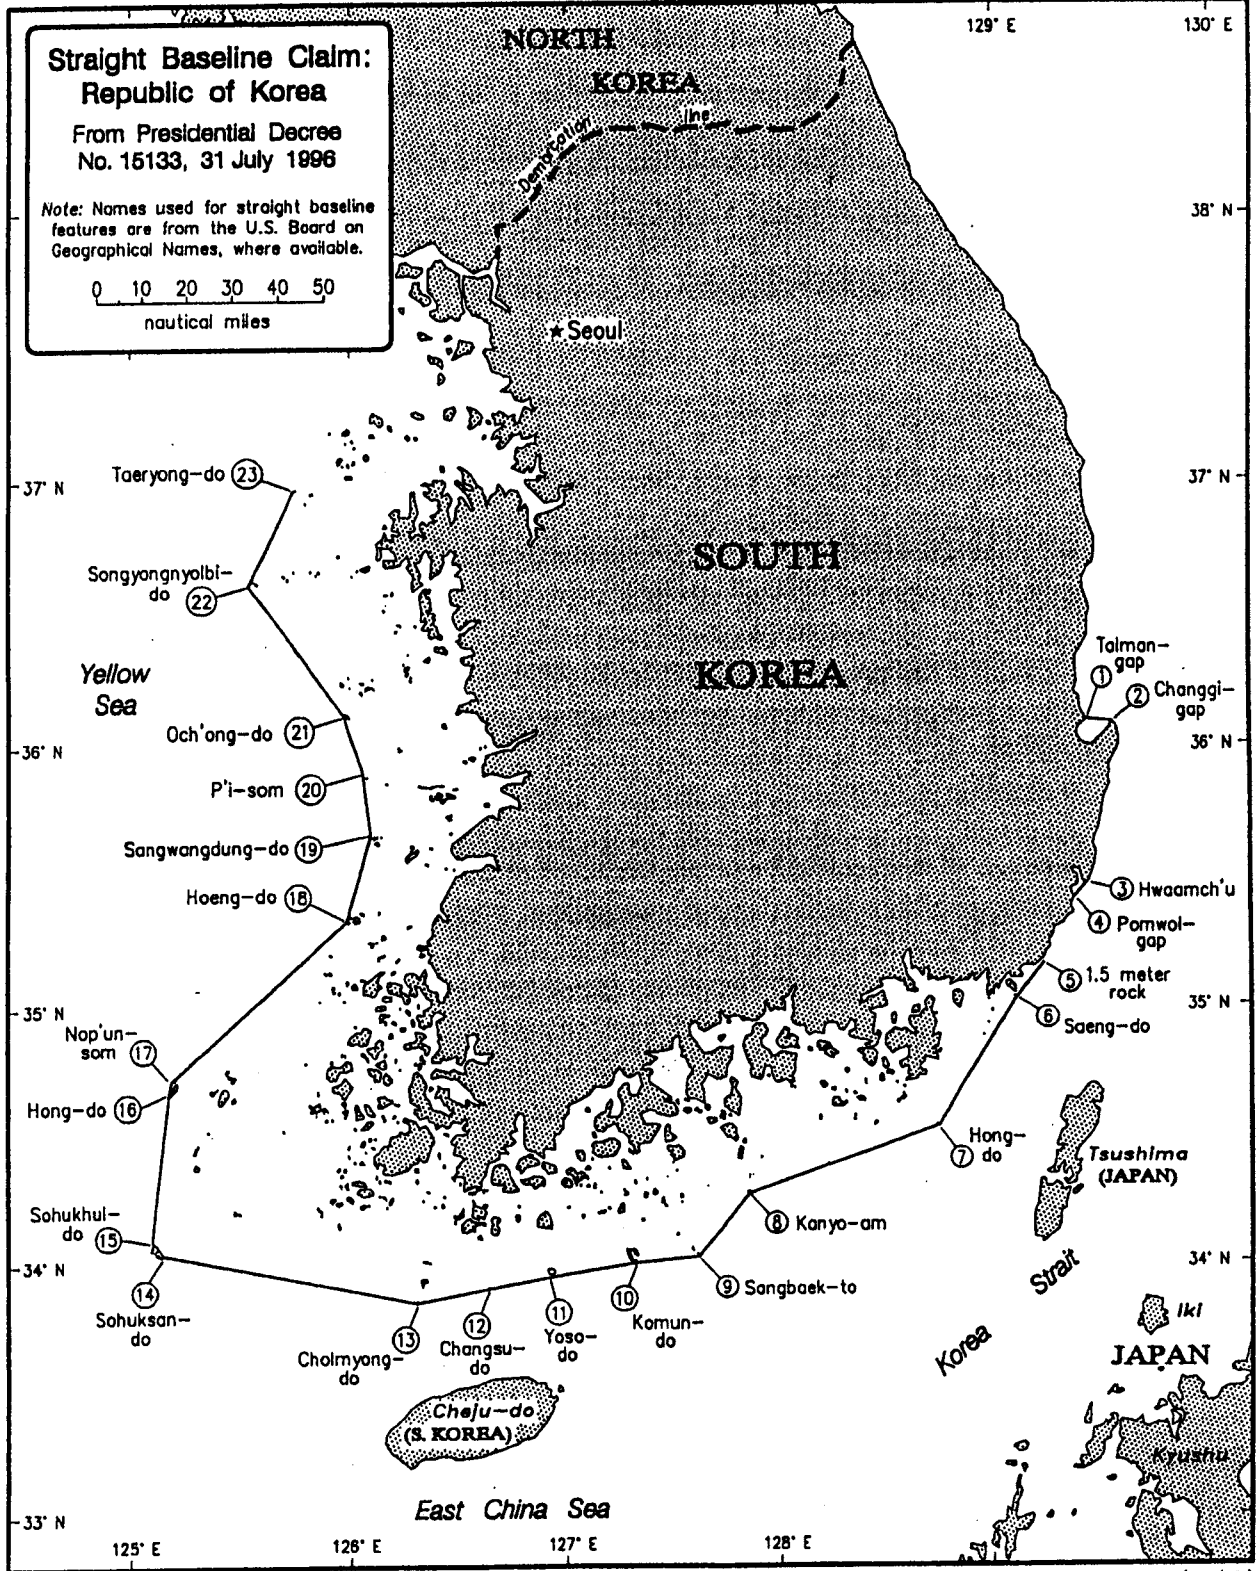 Straight Baseline Claim:
Republic of Korea
From Presidential Decree
No. 15133, 31 July 1996
Note: Names used for straight baseline
features are from the U.S. Board on
Geographical Names, where available.
0 10 20 30 40 50
nautical miles
129° E
130° E
NORTH
KOREA
Demarcation
line
38° N
★Seoul
Taeryong-do 23
37° N
37° N
SOUTH
KOREA
Songyongnyolbi-
do
22
Yellow
Sea
Talman-
gap
1
2 Changgi-
gap
Och'ong-do 21
36° N
36° N
P'i-som 20
Sangwangdung-do 19
Hoeng-do 18
3 Hwaamch'u
4 Pomwol-
gap
5 1.5 meter
rock
6 Saeng-do
35° N
35° N
Nop'un-
som 17
Hong-do 16
7 Hong-
do
Tsushima
(JAPAN)
Sohukhui-
do 15
8 Kanyo-am
34° N
34° N
14
Sohuksan-
do
9 Sangbaek-to
10
Komun-
do
11
Yoso-
do
12
Changsu-
do
13
Cholmyong-
do
Korea Strait
Iki
JAPAN
Kyushu
Cheju-do
(S. KOREA)
East China Sea
33° N
125° E
126° E
127° E
128° E